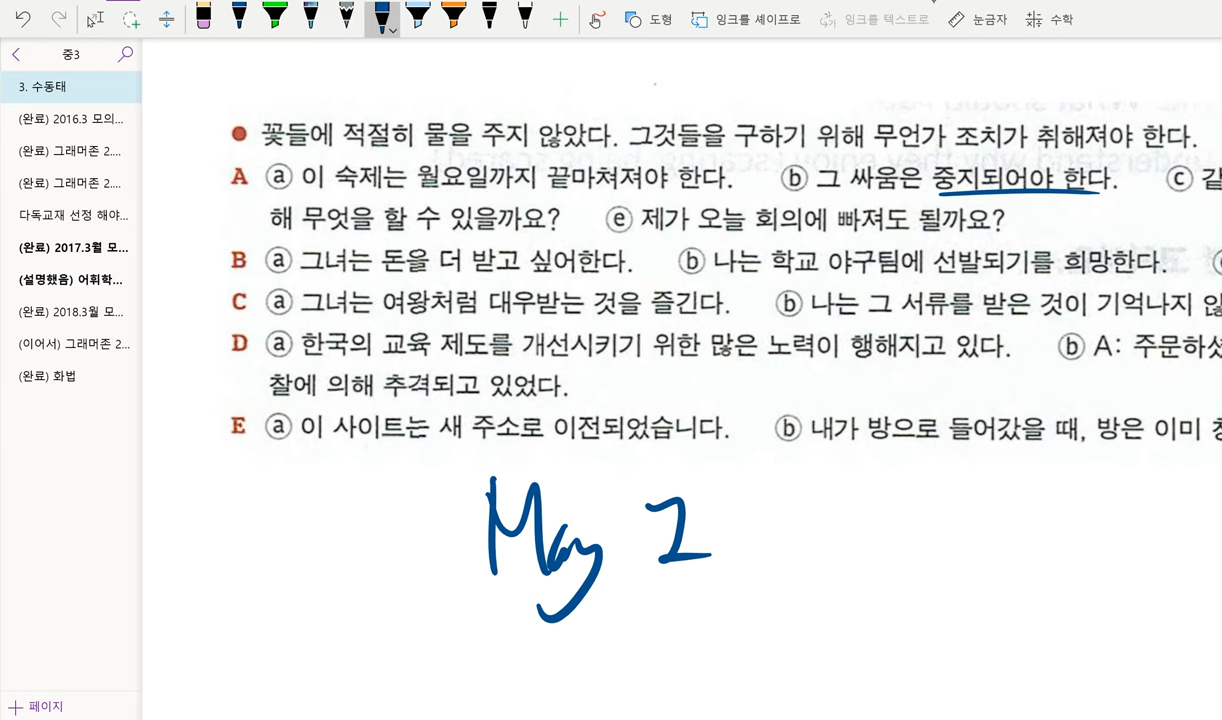 도형 잉크를 셰이프로 잉크를 텍스트로 눈금자 수학
중3
3. 수동태
(완료) 2016.3 모의...
(완료) 그래머존 2....
(완료) 그래머존 2....
다독교재 선정 해야...
(완료) 2017.3월 모...
(설명했음) 어휘학...
(완료) 2018.3월 모...
(이어서) 그래머존 2...
(완료) 화법
페이지
● 꽃들에 적절히 물을 주지 않았다. 그것들을 구하기 위해 무언가 조치가 취해져야 한다.
A ⓐ 이 숙제는 월요일까지 끝마쳐져야 한다. ⓑ 그 싸움은 중지되어야 한다. ⓒ
해 무엇을 할 수 있을까요? ⓔ 제가 오늘 회의에 빠져도 될까요?
B ⓐ 그녀는 돈을 더 받고 싶어한다. ⓑ 나는 학교 야구팀에 선발되기를 희망한다.
C ⓐ 그녀는 여왕처럼 대우받는 것을 즐긴다. ⓑ 나는 그 서류를 받은 것이 기억나지
D ⓐ 한국의 교육 제도를 개선시키기 위한 많은 노력이 행해지고 있다. ⓑ A: 주문하셨
찰에 의해 추격되고 있었다.
E ⓐ 이 사이트는 새 주소로 이전되었습니다. ⓑ 내가 방으로 들어갔을 때, 방은 이미
May 2